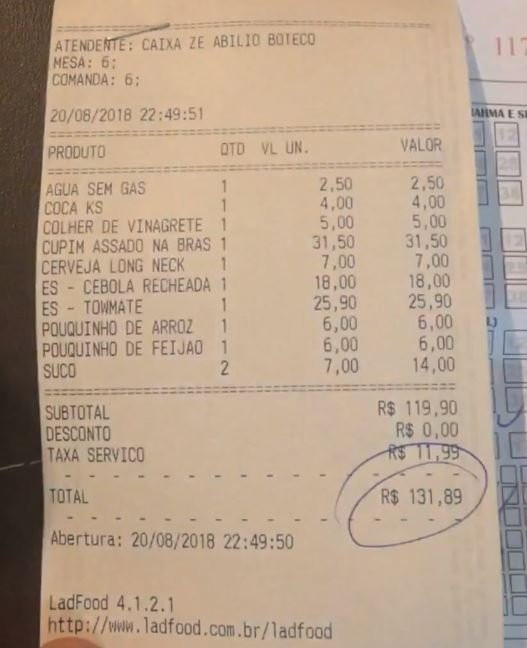 ATENDENTE: CAIXA ZE ABILIO BOTECO
MESA: 6;
COMANDA: 6;
20/08/2018 22:49:51
PRODUTO QTD VL UN. VALOR
AGUA SEM GAS 1 2,50 2,50
COCA KS 1 4,00 4,00
COLHER DE VINAGRETE 1 5,00 5,00
CUPIM ASSADO NA BRAS 1 31,50 31,50
CERVEJA LONG NECK 1 7,00 7,00
ES - CEBOLA RECHEADA 1 18,00 18,00
ES - TOWMATE 1 25,90 25,90
POUQUINHO DE ARROZ 1 6,00 6,00
POUQUINHO DE FEIJAO 1 6,00 6,00
SUCO 2 7,00 14,00
SUBTOTAL R$ 119,90
DESCONTO R$ 0,00
TAXA SERVICO R$ 11,99
TOTAL R$ 131,89
Abertura: 20/08/2018 22:49:50
LadFood 4.1.2.1
http://www.ladfood.com.br/ladfood
117